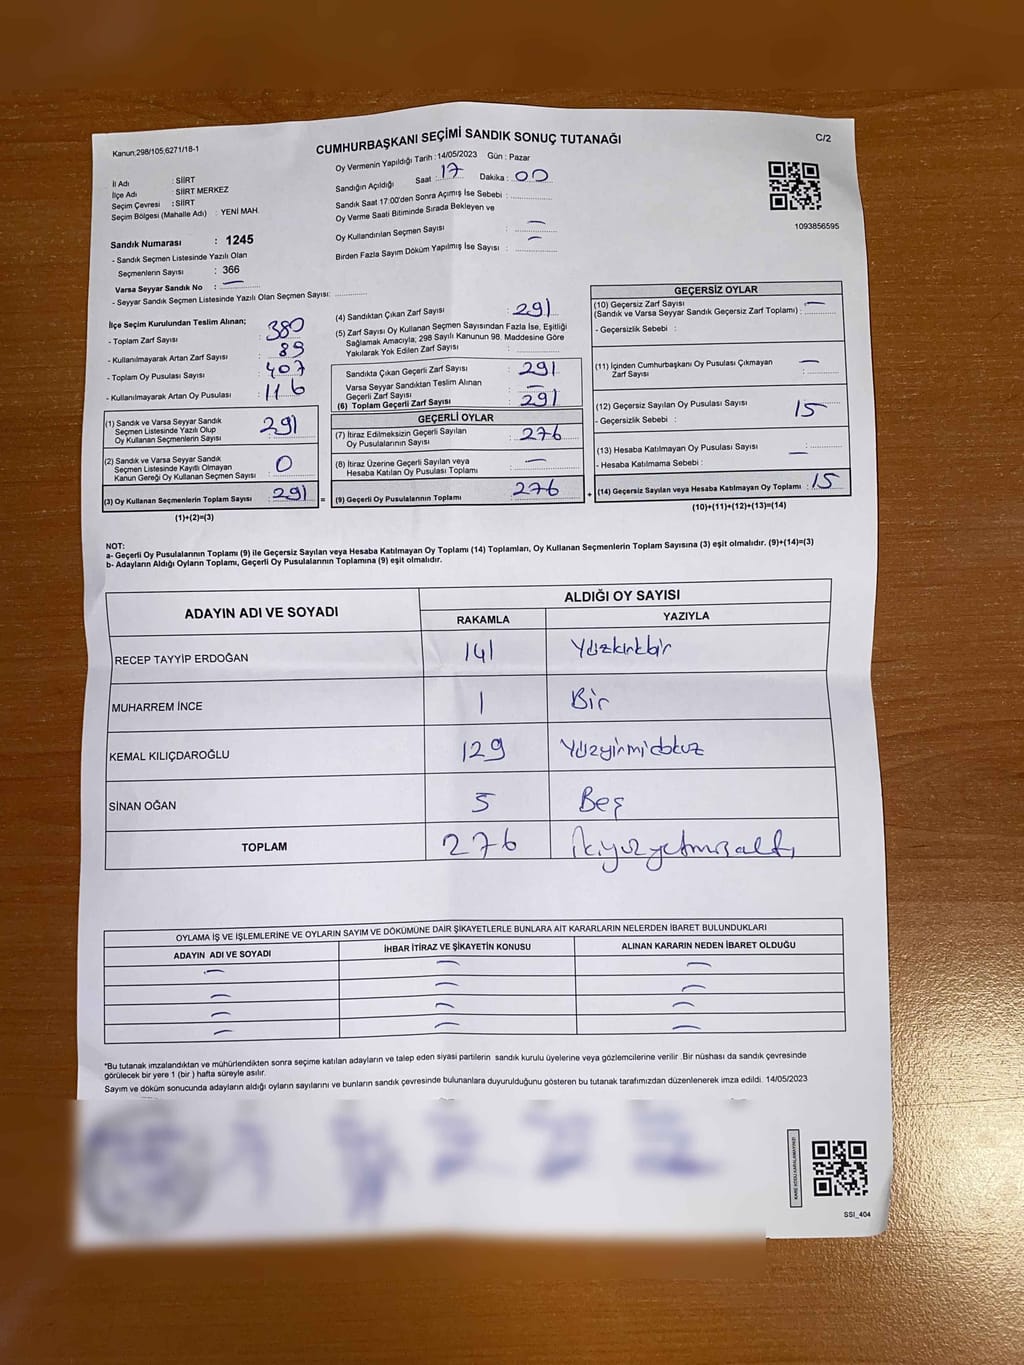 Kanun;298/105;6271/18-1
CUMHURBAŞKANI SEÇİMİ SANDIK SONUÇ TUTANAĞI
C/2
İl Adı : SİİRT
İlçe Adı : SİİRT MERKEZ
Seçim Çevresi : SİİRT
Seçim Bölgesi (Mahalle Adı) : YENİ MAH.
Oy Vermenin Yapıldığı Tarih :14/05/2023 Gün : Pazar
Sandığın Açıldığı Saat : 17 Dakika : 00
Sandık Saat 17:00'den Sonra Açılmış İse Sebebi :
Oy Verme Saati Bitiminde Sırada Bekleyen ve
Oy Kullandırılan Seçmen Sayısı : —
Birden Fazla Sayım Döküm Yapılmış İse Sayısı : —
1093856595
Sandık Numarası : 1245
- Sandık Seçmen Listesinde Yazılı Olan
Seçmenlerin Sayısı : 366
Varsa Seyyar Sandık No : —
- Seyyar Sandık Seçmen Listesinde Yazılı Olan Seçmen Sayısı:
İlçe Seçim Kurulundan Teslim Alınan;
- Toplam Zarf Sayısı : 380
- Kullanılmayarak Artan Zarf Sayısı : 89
- Toplam Oy Pusulası Sayısı : 407
- Kullanılmayarak Artan Oy Pusulası : 116
(1) Sandık ve Varsa Seyyar Sandık
Seçmen Listesinde Yazılı Olup
Oy Kullanan Seçmenlerin Sayısı : 291
(2) Sandık ve Varsa Seyyar Sandık
Seçmen Listesinde Kayıtlı Olmayan
Kanun Gereği Oy Kullanan Seçmen Sayısı : 0
(3) Oy Kullanan Seçmenlerin Toplam Sayısı : 291 =
(1)+(2)=(3)
(4) Sandıktan Çıkan Zarf Sayısı : 291
(5) Zarf Sayısı Oy Kullanan Seçmen Sayısından Fazla İse, Eşitliği
Sağlamak Amacıyla; 298 Sayılı Kanunun 98. Maddesine Göre
Yakılarak Yok Edilen Zarf Sayısı :
Sandıkta Çıkan Geçerli Zarf Sayısı : 291
Varsa Seyyar Sandıktan Teslim Alınan
Geçerli Zarf Sayısı : —
(6) Toplam Geçerli Zarf Sayısı : 291
GEÇERLİ OYLAR
(7) İtiraz Edilmeksizin Geçerli Sayılan
Oy Pusulasının Sayısı : 276
(8) İtiraz Üzerine Geçerli Sayılan veya
Hesaba Katılan Oy Pusulası Toplamı : —
(9) Geçerli Oy Pusulalarının Toplamı : 276 +
GEÇERSİZ OYLAR
(10) Geçersiz Zarf Sayısı
(Sandık ve Varsa Seyyar Sandık Geçersiz Zarf Toplamı) : —
- Geçersizlik Sebebi :
(11) İçinden Cumhurbaşkanı Oy Pusulası Çıkmayan
Zarf Sayısı : —
(12) Geçersiz Sayılan Oy Pusulası Sayısı : 15
- Geçersizlik Sebebi :
(13) Hesaba Katılmayan Oy Pusulası Sayısı : —
- Hesaba Katılmama Sebebi :
(14) Geçersiz Sayılan veya Hesaba Katılmayan Oy Toplamı : 15
(10)+(11)+(12)+(13)=(14)
NOT:
a- Geçerli Oy Pusulalarının Toplamı (9) ile Geçersiz Sayılan veya Hesaba Katılmayan Oy Toplamı (14) Toplamları, Oy Kullanan Seçmenlerin Toplam Sayısına (3) eşit olmalıdır. (9)+(14)=(3)
b- Adayların Aldığı Oyların Toplamı, Geçerli Oy Pusulalarının Toplamına (9) eşit olmalıdır.
ADAYIN ADI VE SOYADI ALDIĞI OY SAYISI
RAKAMLA YAZIYLA
RECEP TAYYİP ERDOĞAN 141 Yüzkırkbir
MUHARREM İNCE 1 Bir
KEMAL KILIÇDAROĞLU 129 Yüzyirmidokuz
SİNAN OĞAN 5 Beş
TOPLAM 276 İkiyüzyetmişaltı
OYLAMA İŞ VE İŞLEMLERİNE VE OYLARIN SAYIM VE DÖKÜMÜNE DAİR ŞİKAYETLERLE BUNLARA AİT KARARLARIN NELERDEN İBARET BULUNDUKLARI
ADAYIN ADI VE SOYADI İHBAR İTİRAZ VE ŞİKAYETİN KONUSU ALINAN KARARIN NEDEN İBARET OLDUĞU
— — —
— — —
— — —
— — —
*Bu tutanak imzalandıktan ve mühürlendikten sonra seçime katılan adayların ve talep eden siyasi partilerin sandık kurulu üyelerine veya gözlemcilerine verilir .Bir nüshası da sandık çevresinde
görülecek bir yere 1 (bir ) hafta süreyle asılır.
Sayım ve döküm sonucunda adayların aldığı oyların sayılarını ve bunların sandık çevresinde bulunanlara duyurulduğunu gösteren bu tutanak tarafımızdan düzenlenerek imza edildi. 14/05/2023
KARE KODU KARALAMAYINIZ!
SSI_404